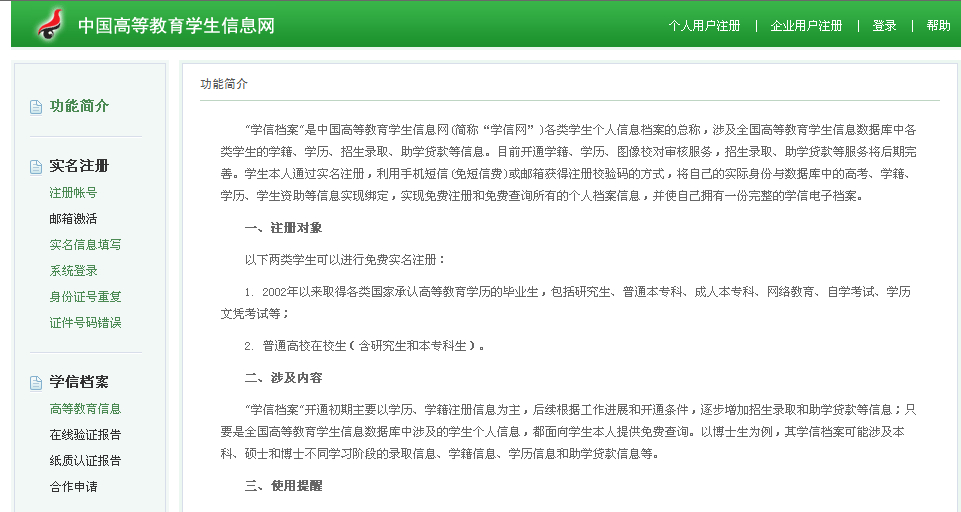 中国高等教育学生信息网
个人用户注册 | 企业用户注册 | 登录 | 帮助
功能简介
实名注册
注册帐号
邮箱激活
实名信息填写
系统登录
身份证号重复
证件号码错误
学信档案
高等教育信息
在线验证报告
纸质认证报告
合作申请
功能简介
"学信档案"是中国高等教育学生信息网(简称“学信网”)各类学生个人信息档案的总称，涉及全国高等教育学生信息数据库中各
类学生的学籍、学历、招生录取、助学贷款等信息。目前开通学籍、学历、图像校对审核服务，招生录取、助学贷款等服务将后期完
善。学生本人通过实名注册，利用手机短信(免短信费)或邮箱获得注册校验码的方式，将自己的实际身份与数据库中的高考、学籍、
学历、学生资助等信息实现绑定，实现免费注册和免费查询所有的个人档案信息，并使自己拥有一份完整的学信电子档案。
一、注册对象
以下两类学生可以进行免费实名注册：
1. 2002年以来取得各类国家承认高等教育学历的毕业生，包括研究生、普通本专科、成人本专科、网络教育、自学考试、学历
文凭考试等；
2. 普通高校在校生（含研究生和本专科生）。
二、涉及内容
"学信档案"开通初期主要以学历、学籍注册信息为主，后续根据工作进展和开通条件，逐步增加招生录取和助学贷款等信息；只
要是全国高等教育学生信息数据库中涉及的学生个人信息，都面向学生本人提供免费查询。以博士生为例，其学信档案可能涉及本
科、硕士和博士不同学习阶段的录取信息、学籍信息、学历信息和助学贷款信息等。
三、使用提醒